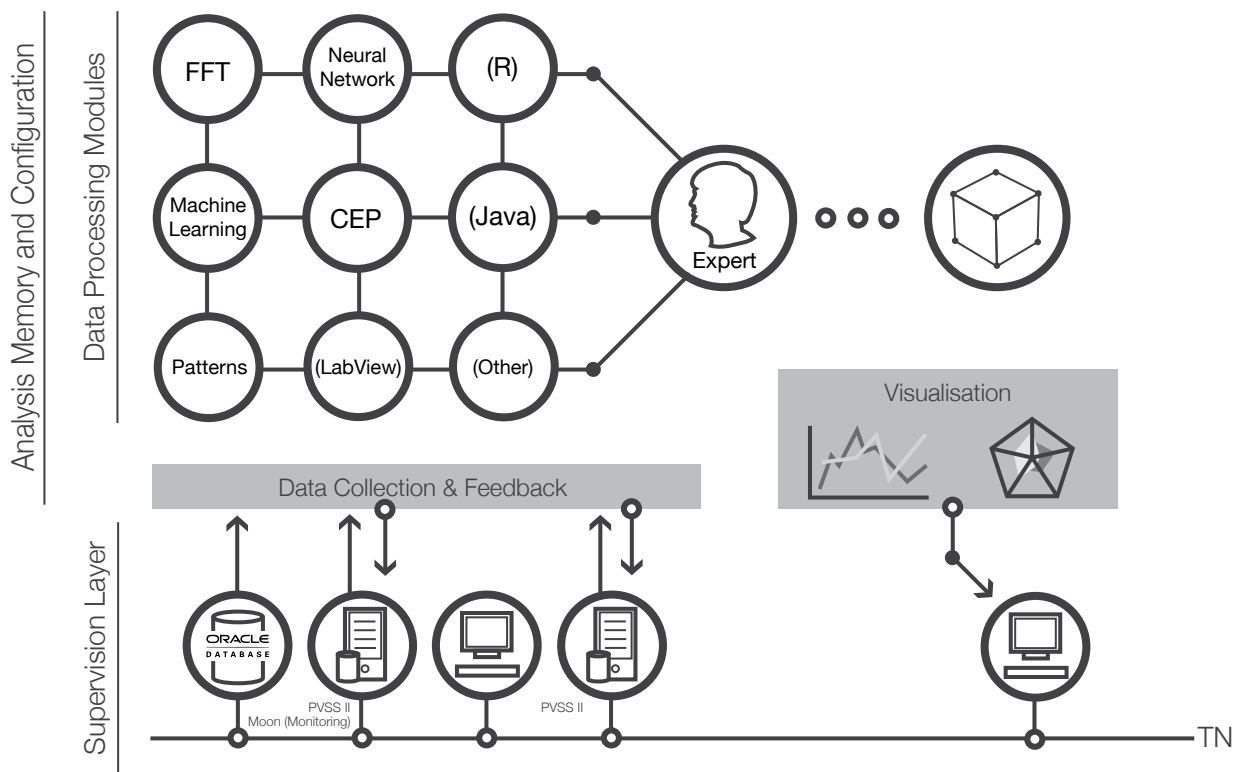 Analysis Memory and Configuration
Data Processing Modules
FFT
Neural
Network
(R)
Machine
Learning
CEP
(Java)
Expert
Patterns
(LabView)
(Other)
Visualisation
Data Collection & Feedback
Supervision Layer
ORACLE
DATABASE
PVSS II
Moon (Monitoring)
PVSS II
TN